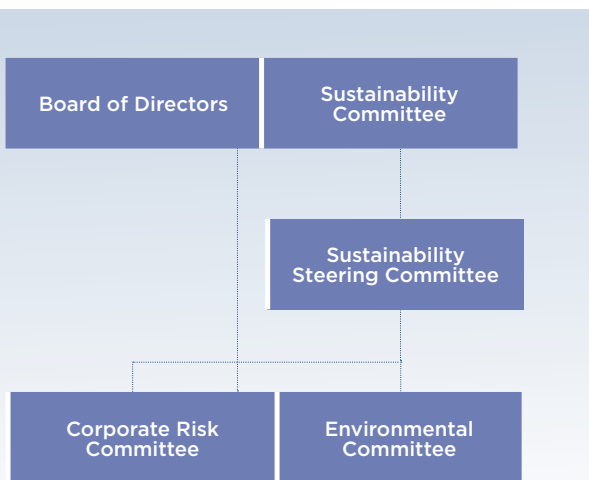 Board of Directors
Sustainability
Committee
Sustainability
Steering Committee
Corporate Risk
Committee
Environmental
Committee